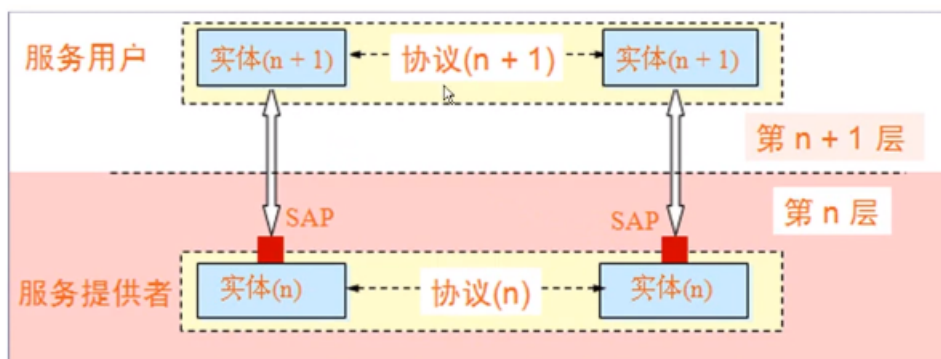 服务用户
实体(n + 1)
协议(n + 1)
实体(n + 1)
第 n + 1 层
SAP
SAP
第 n 层
服务提供者
实体(n)
协议(n)
实体(n)